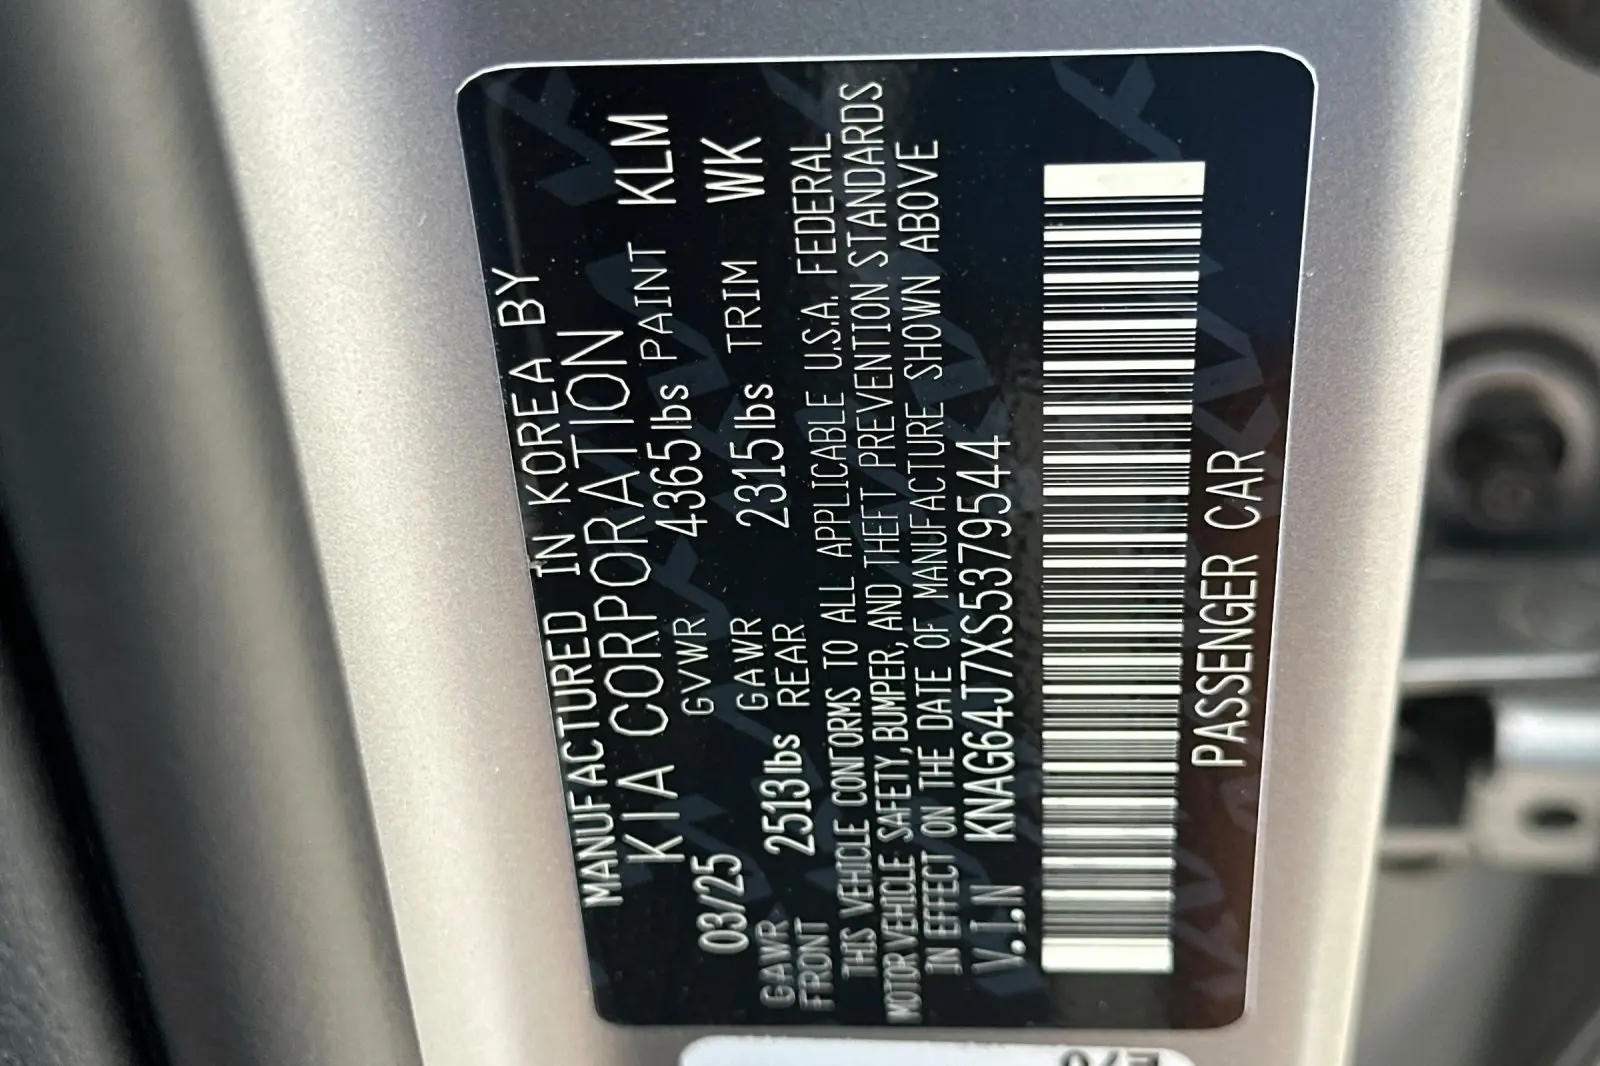 MANUFACTURED IN KOREA BY
KIA CORPORATION
03/25 GVWR 4365lbs PAINT KLM
GAWR FRONT 2513lbs GAWR REAR 2315lbs TRIM WK
THIS VEHICLE CONFORMS TO ALL APPLICABLE U.S.A. FEDERAL
MOTOR VEHICLE SAFETY, BUMPER, AND THEFT PREVENTION STANDARDS
IN EFFECT ON THE DATE OF MANUFACTURE SHOWN ABOVE
V.I.N KNAG64J7XS5379544
PASSENGER CAR